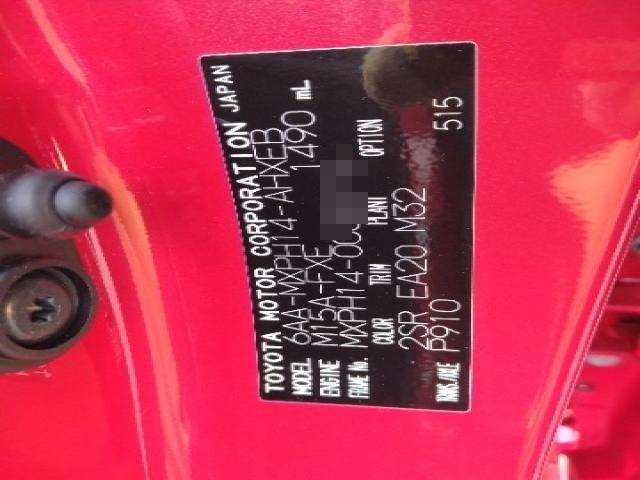 TOYOTA MOTOR CORPORATION JAPAN
MODEL 6AA-MXPH14-AHXEB
ENGINE M15A-FXE 1490 mL
FRAME No. MXPH14-00
COLOR TRIM PLANT OPTION
2SR EA20 M32
TRANS/AXLE P910 515